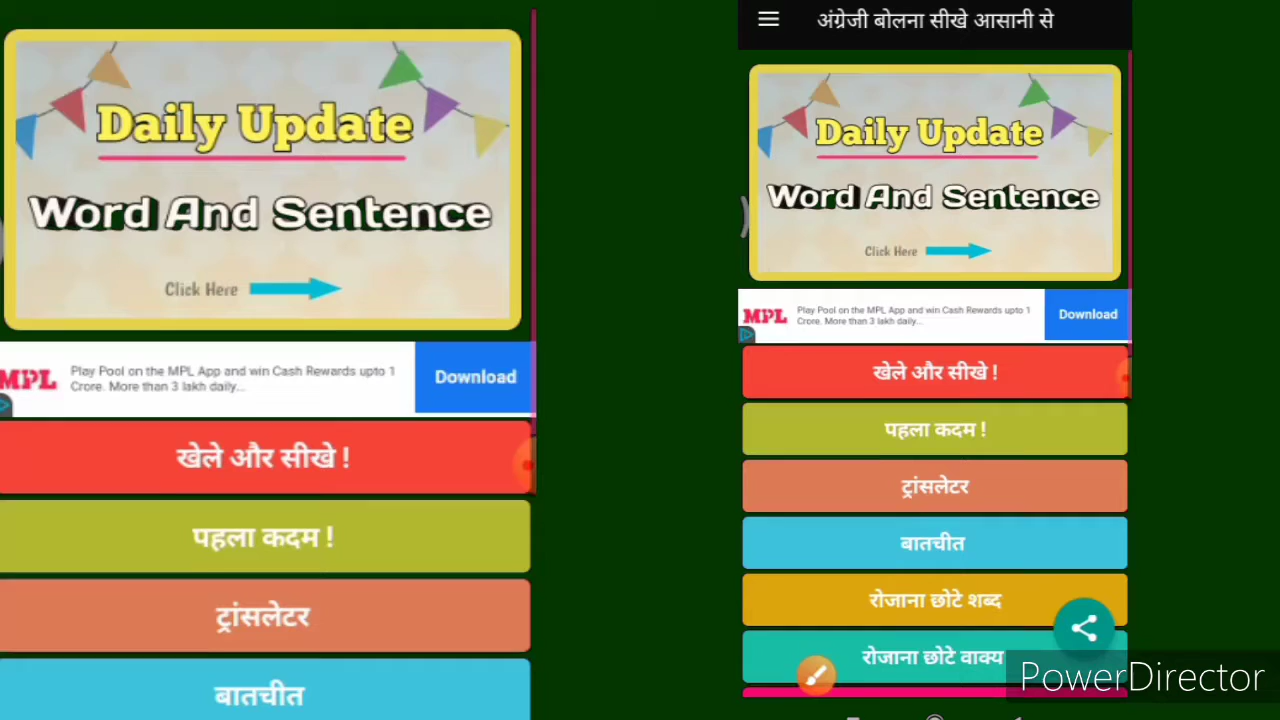 Daily Update
Word And Sentence
Click Here
MPL
Play Pool on the MPL App and win Cash Rewards upto 1
Crore. More than 3 lakh daily...
Download
खेले और सीखे !
पहला कदम !
ट्रांसलेटर
बातचीत
अंग्रेजी बोलना सीखे आसानी से
Daily Update
Word And Sentence
Click Here
MPL
Play Pool on the MPL App and win Cash Rewards upto 1
Crore. More than 3 lakh daily...
Download
खेले और सीखे !
पहला कदम !
ट्रांसलेटर
बातचीत
रोजाना छोटे शब्द
रोजाना छोटे वाक्य
PowerDirector